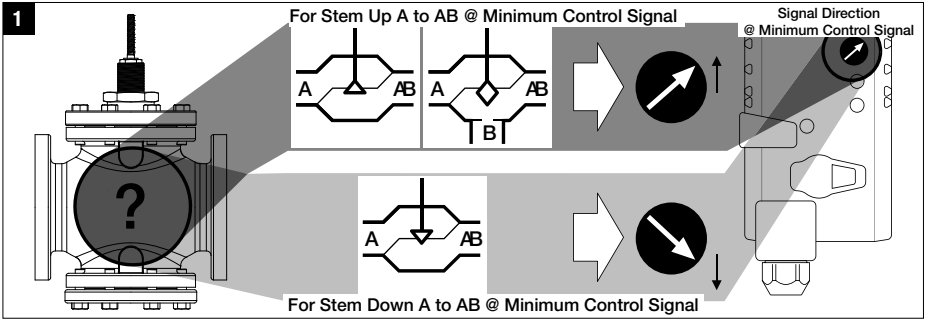 1
For Stem Up A to AB @ Minimum Control Signal
Signal Direction
@ Minimum Control Signal
A AB A AB
B
?
A AB
For Stem Down A to AB @ Minimum Control Signal